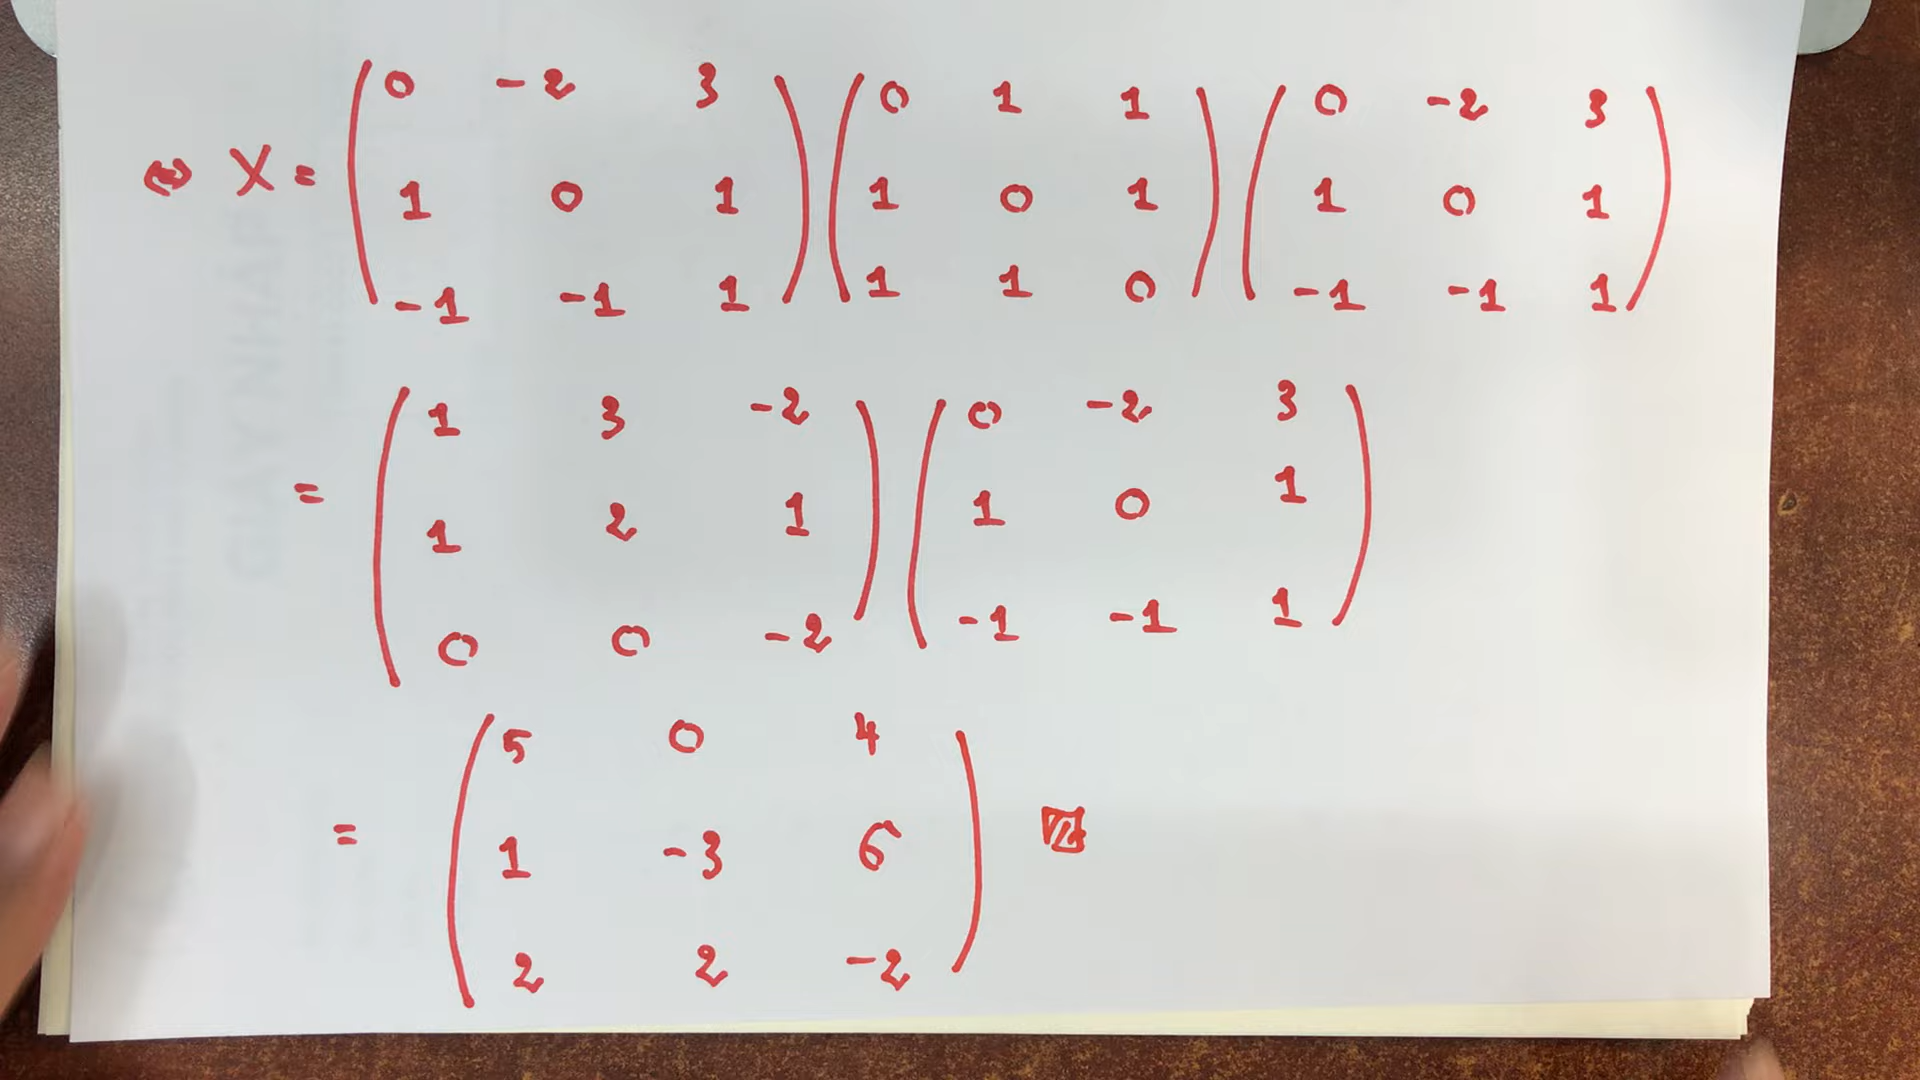 ⇔ X = ( 0 -2 3 ) ( 0 1 1 ) ( 0 -2 3 )
1 0 1 1 0 1 1 0 1
-1 -1 1 1 1 0 -1 -1 1
= ( 1 3 -2 ) ( 0 -2 3 )
1 2 1 1 0 1
0 0 -2 -1 -1 1
= ( 5 0 4 )
1 -3 6
2 2 -2
GIẤY NHÁP